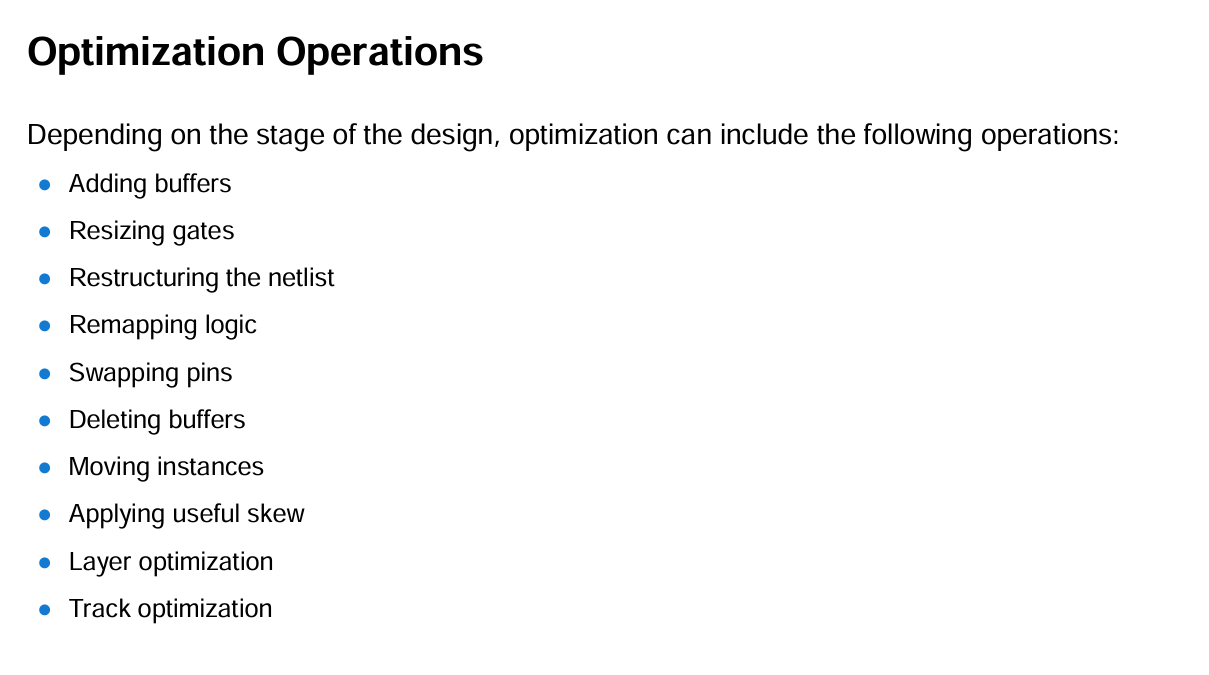 Optimization Operations
Depending on the stage of the design, optimization can include the following operations:
● Adding buffers
● Resizing gates
● Restructuring the netlist
● Remapping logic
● Swapping pins
● Deleting buffers
● Moving instances
● Applying useful skew
● Layer optimization
● Track optimization